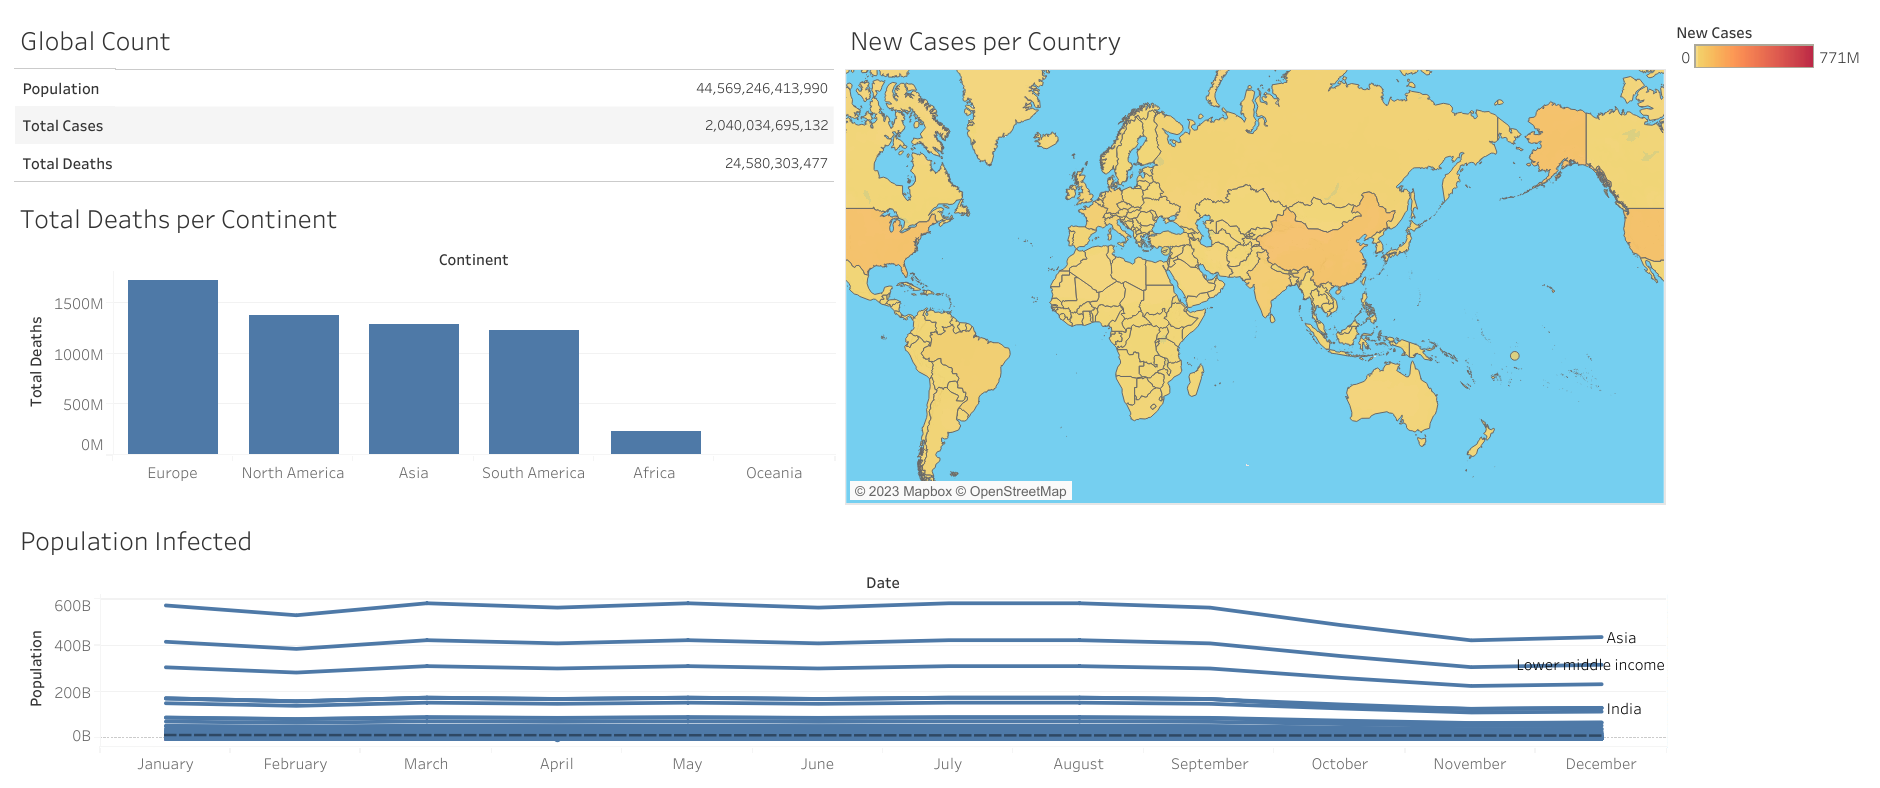 Global Count
Population 44,569,246,413,990
Total Cases 2,040,034,695,132
Total Deaths 24,580,303,477
Total Deaths per Continent
Continent
Total Deaths
1500M
1000M
500M
0M
Europe North America Asia South America Africa Oceania
New Cases per Country
© 2023 Mapbox © OpenStreetMap
New Cases
0 771M
Population Infected
Date
Population
600B
400B
200B
0B
Asia
Lower middle income
India
January February March April May June July August September October November December